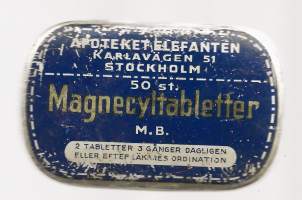 APOTEKET ELEFANTEN
KARLAVÄGEN 51
STOCKHOLM
50 st.
Magnecyltabletter
M.B.
2 TABLETTER 3 GÅNGER DAGLIGEN
ELLER EFTER LÄKARES ORDINATION